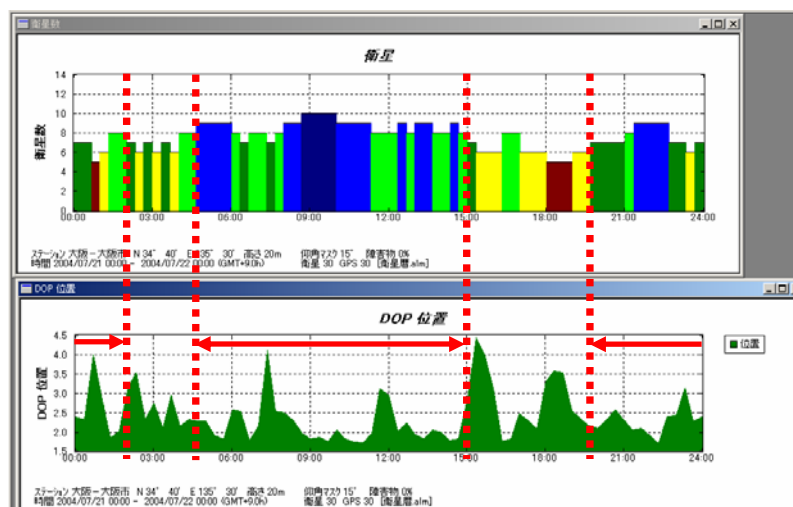 衛星数
衛星
衛星数
14
12
10
8
6
4
2
0
00:00 03:00 06:00 09:00 12:00 15:00 18:00 21:00 24:00
ステーション 大阪-大阪市 N 34° 40' E 135° 30' 高さ 20m 仰角マスク 15° 障害物 0%
時間 2004/07/21 00:00 - 2004/07/22 00:00 (GMT+9.0h) 衛星 30 GPS 30 [衛星暦.alm]
DOP 位置
DOP 位置
位置
DOP 位置
4.5
4.0
3.5
3.0
2.5
2.0
1.5
00:00 03:00 06:00 09:00 12:00 15:00 18:00 21:00 24:00
ステーション 大阪-大阪市 N 34° 40' E 135° 30' 高さ 20m 仰角マスク 15° 障害物 0%
時間 2004/07/21 00:00 - 2004/07/22 00:00 (GMT+9.0h) 衛星 30 GPS 30 [衛星暦.alm]